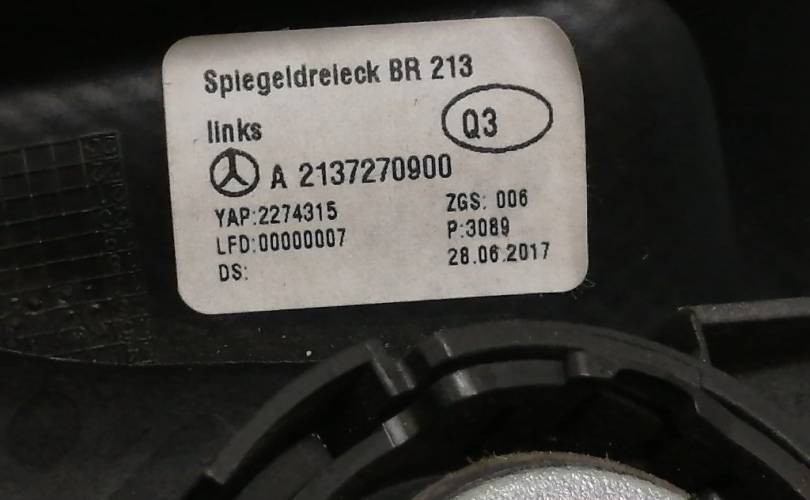 Spiegeldreieck BR 213
links
Q3
A 2137270900
YAP:2274315
ZGS: 006
LFD:00000007
P:3089
DS:
28.06.2017